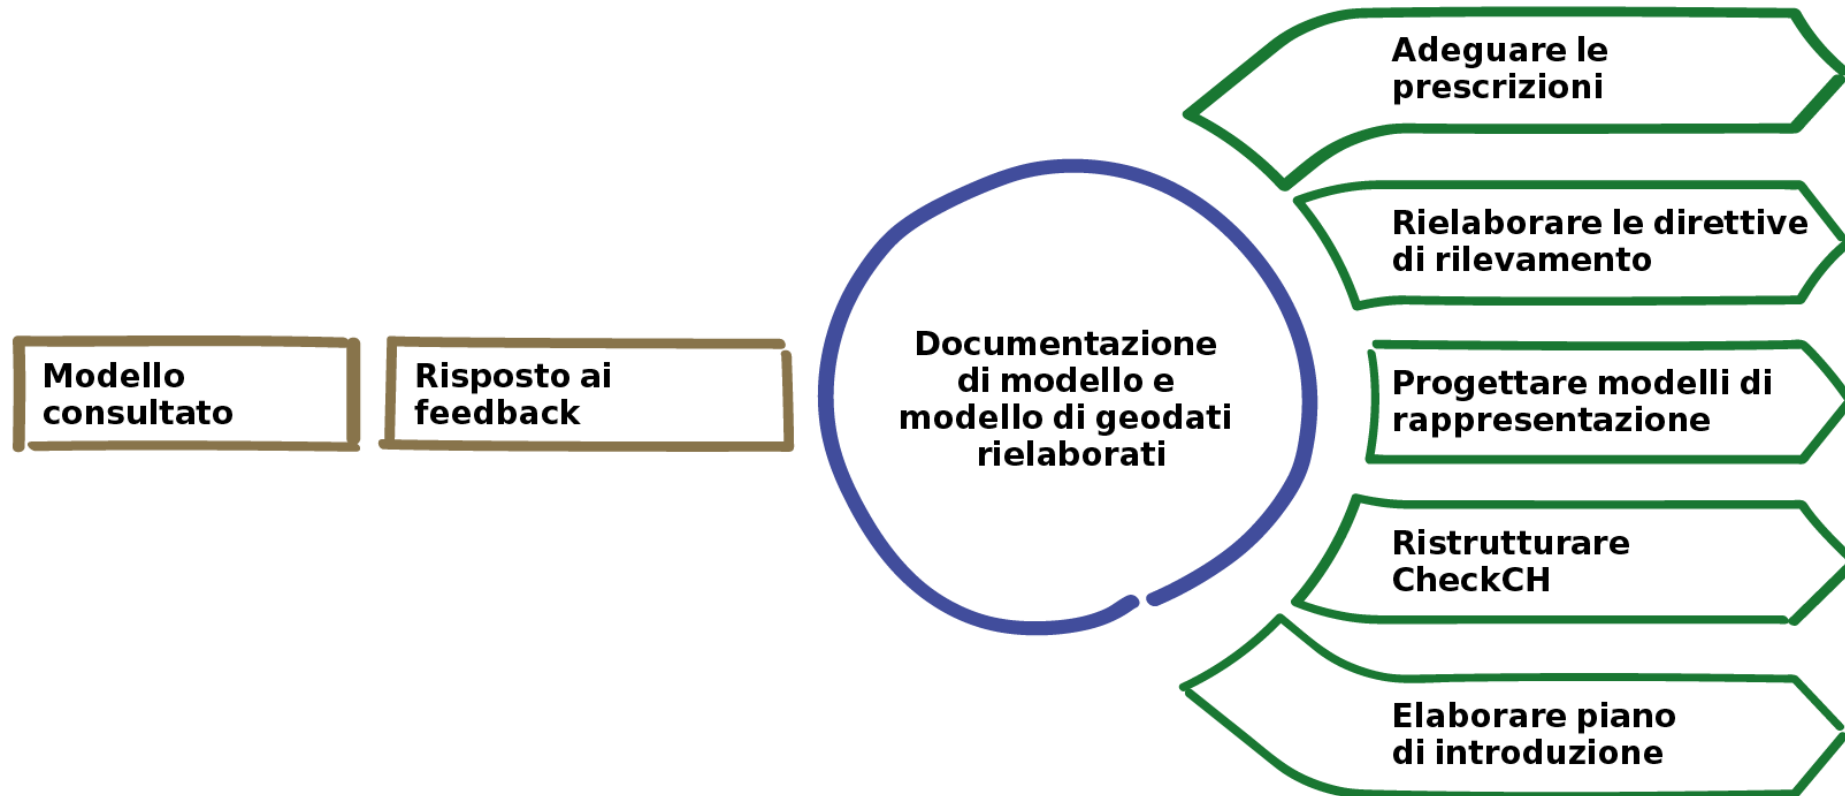 Modello
consultato
Risposto ai
feedback
Documentazione
di modello e
modello di geodati
rielaborati
Adeguare le
prescrizioni
Rielaborare le direttive
di rilevamento
Progettare modelli di
rappresentazione
Ristrutturare
CheckCH
Elaborare piano
di introduzione